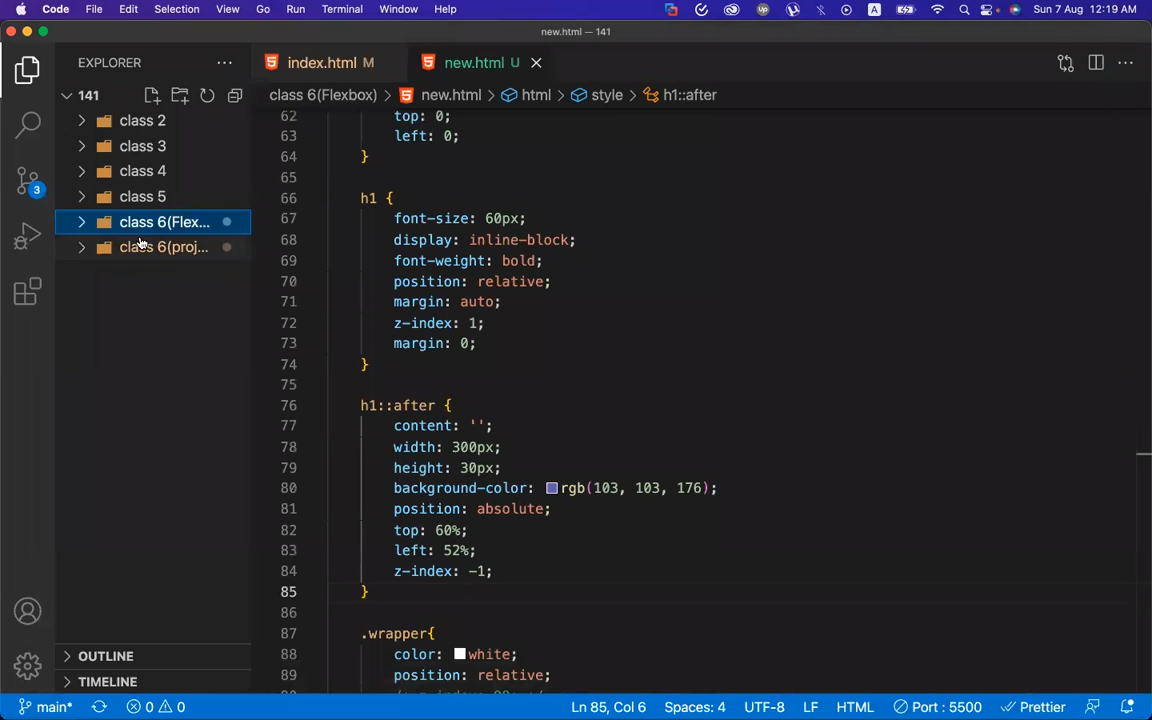 Code File Edit Selection View Go Run Terminal Window Help Sun 7 Aug 12:19 AM
new.html — 141
EXPLORER
index.html M
new.html U
141
class 6(Flexbox) > new.html > html > style > h1::after
class 2
class 3
class 4
class 5
class 6(Flex...
class 6(proj...
62 top: 0;
63 left: 0;
64 }
65
66 h1 {
67 font-size: 60px;
68 display: inline-block;
69 font-weight: bold;
70 position: relative;
71 margin: auto;
72 z-index: 1;
73 margin: 0;
74 }
75
76 h1::after {
77 content: '';
78 width: 300px;
79 height: 30px;
80 background-color: rgb(103, 103, 176);
81 position: absolute;
82 top: 60%;
83 left: 52%;
84 z-index: -1;
85 }
86
87 .wrapper{
88 color: white;
89 position: relative;
3
OUTLINE
TIMELINE
main* 0 0 Ln 85, Col 6 Spaces: 4 UTF-8 LF HTML Port : 5500 Prettier